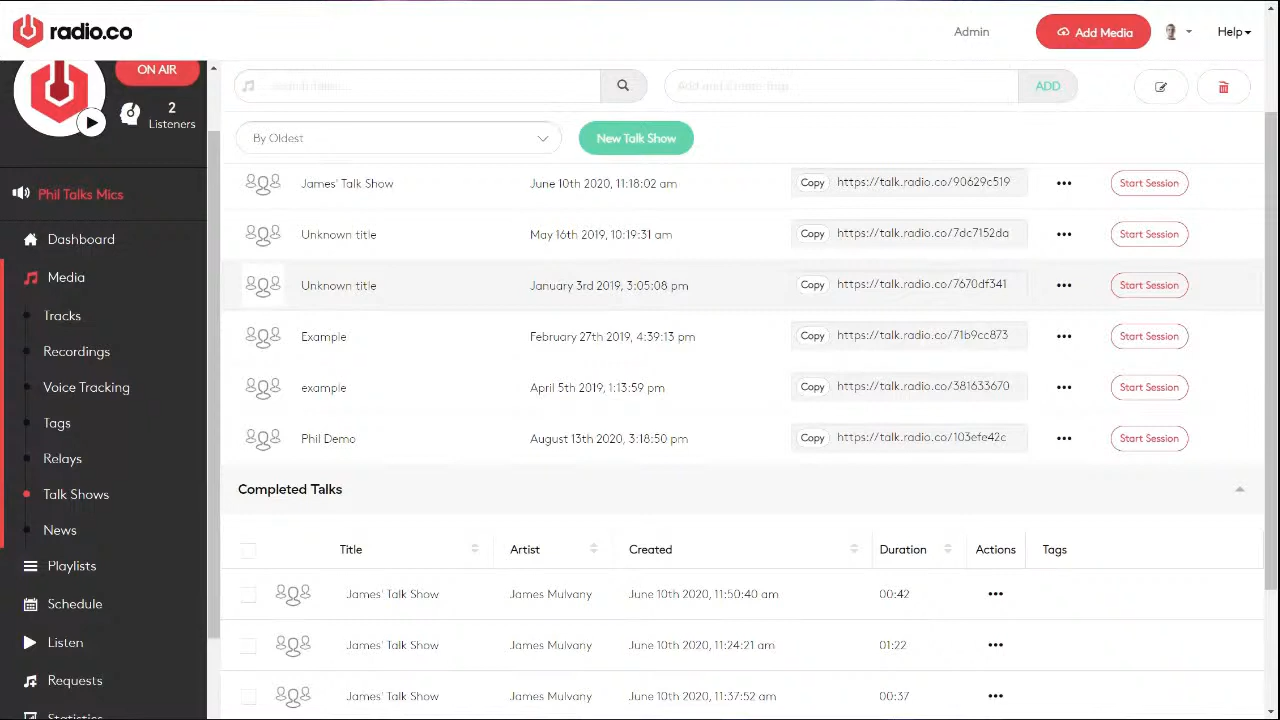 radio.co
Admin
Add Media
Help
ON AIR
2
Listeners
Add and create tags
ADD
By Oldest
New Talk Show
Phil Talks Mics
Dashboard
Media
Tracks
Recordings
Voice Tracking
Tags
Relays
Talk Shows
News
Playlists
Schedule
Listen
Requests
Statistics
James' Talk Show June 10th 2020, 11:18:02 am Copy https://talk.radio.co/90629c519 Start Session
Unknown title May 16th 2019, 10:19:31 am Copy https://talk.radio.co/7dc7152da Start Session
Unknown title January 3rd 2019, 3:05:08 pm Copy https://talk.radio.co/7670df341 Start Session
Example February 27th 2019, 4:39:13 pm Copy https://talk.radio.co/71b9cc873 Start Session
example April 5th 2019, 1:13:59 pm Copy https://talk.radio.co/381633670 Start Session
Phil Demo August 13th 2020, 3:18:50 pm Copy https://talk.radio.co/103efe42c Start Session
Completed Talks
Title Artist Created Duration Actions Tags
James' Talk Show James Mulvany June 10th 2020, 11:50:40 am 00:42
James' Talk Show James Mulvany June 10th 2020, 11:24:21 am 01:22
James' Talk Show James Mulvany June 10th 2020, 11:37:52 am 00:37